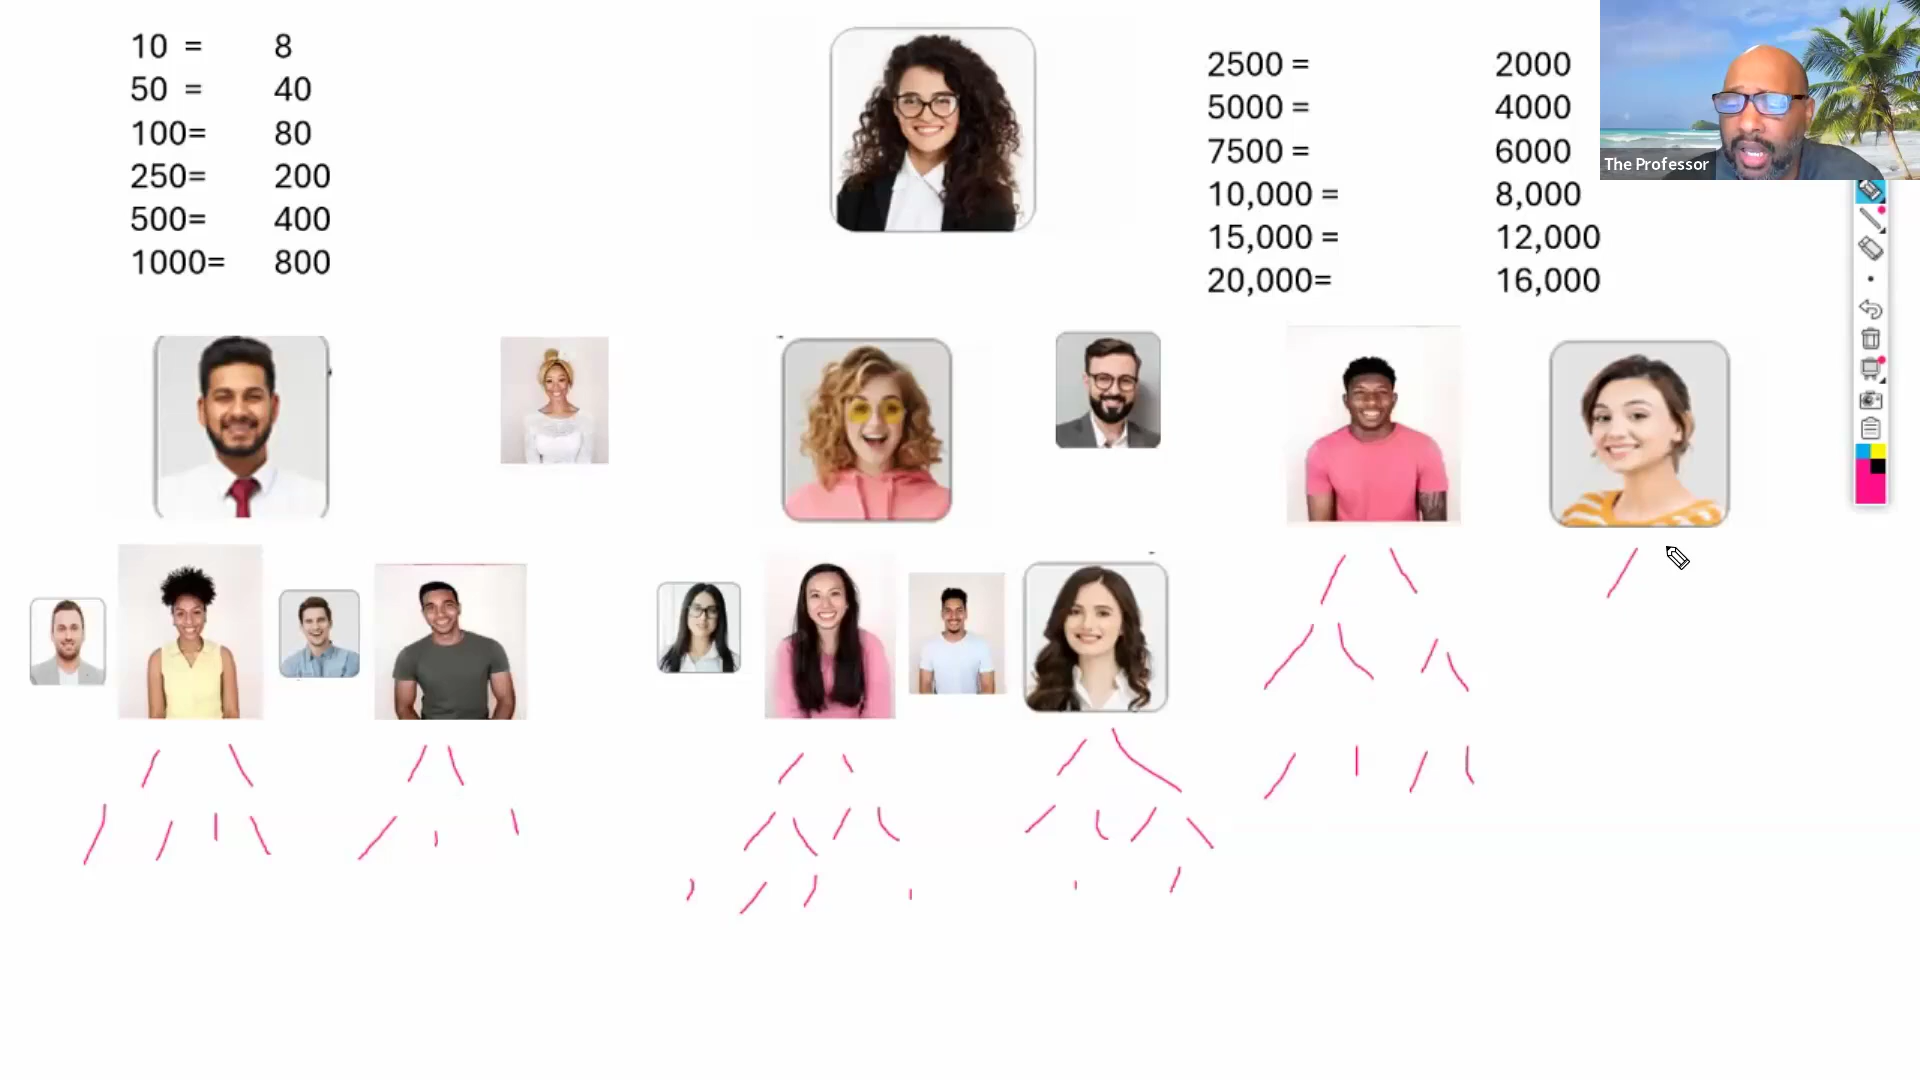 10 = 8
50 = 40
100= 80
250= 200
500= 400
1000= 800
2500 = 2000
5000 = 4000
7500 = 6000
10,000 = 8,000
15,000 = 12,000
20,000= 16,000
The Professor